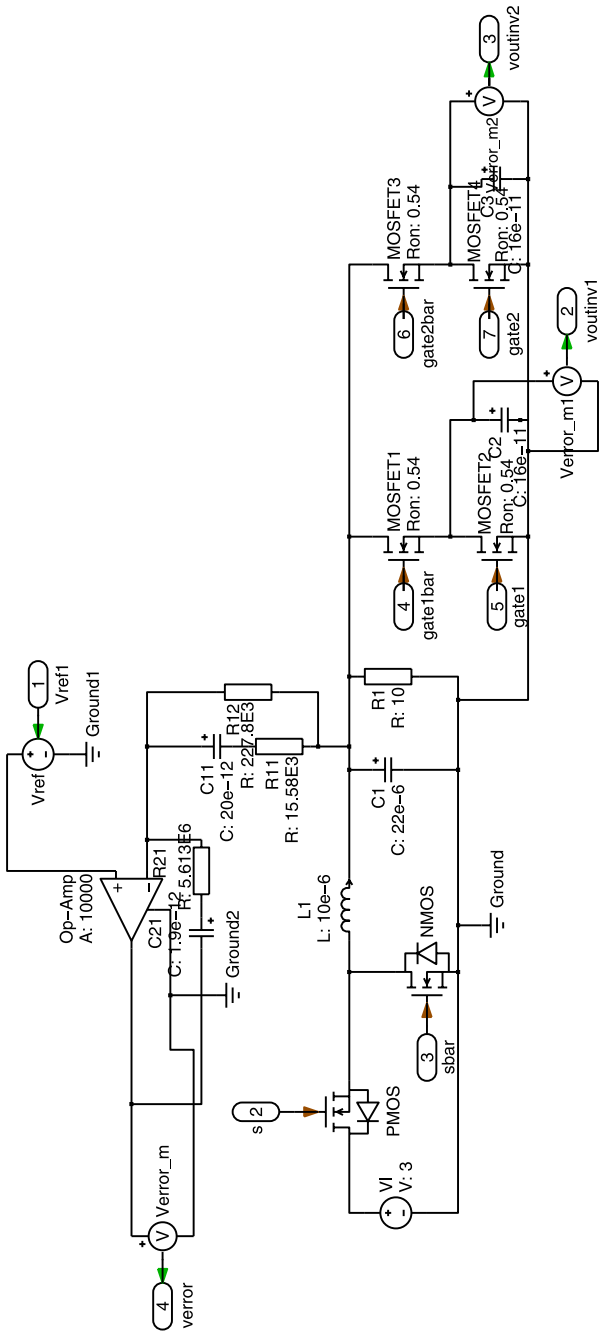 3
voutinv2
Verror_m2
C3
C: 16e-11
MOSFET3
Ron: 0.54
MOSFET4
Ron: 0.54
6
gate2bar
7
gate2
2
voutinv1
Verror_m1
C2
C: 16e-11
MOSFET1
Ron: 0.54
MOSFET2
Ron: 0.54
4
gate1bar
5
gate1
1
Vref1
Vref
Ground1
R12
R: 227.8E3
C11
C: 20e-12
R11
R: 15.58E3
R1
R: 10
C1
C: 22e-6
Op-Amp
A: 10000
+
−
R21
R: 5.613E6
C21
C: 1.9e-12
Ground2
L1
L: 10e-6
Ground
NMOS
3
sbar
2
s
PMOS
VI
V: 3
Verror_m
V
4
verror